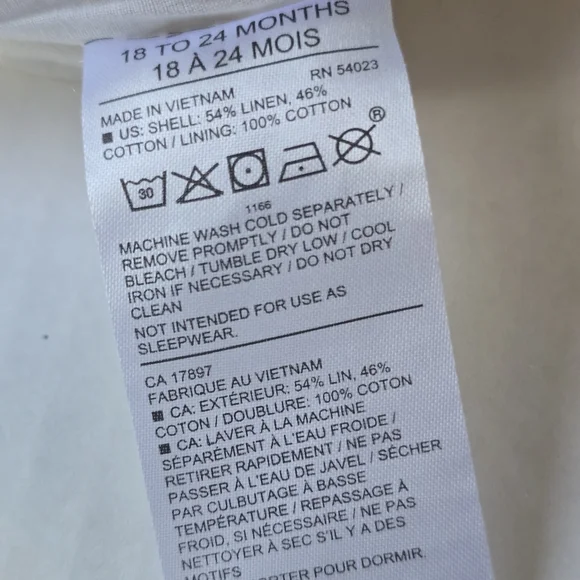 18 TO 24 MONTHS
18 À 24 MOIS
RN 54023
MADE IN VIETNAM
US: SHELL: 54% LINEN, 46%
COTTON / LINING: 100% COTTON
®
30
1166
MACHINE WASH COLD SEPARATELY /
REMOVE PROMPTLY / DO NOT
BLEACH / TUMBLE DRY LOW / COOL
IRON IF NECESSARY / DO NOT DRY
CLEAN
NOT INTENDED FOR USE AS
SLEEPWEAR.
CA 17897
FABRIQUE AU VIETNAM
CA: EXTÉRIEUR: 54% LIN, 46%
COTON / DOUBLURE: 100% COTON
CA: LAVER À LA MACHINE
SÉPARÉMENT À L'EAU FROIDE /
RETIRER RAPIDEMENT / NE PAS
PASSER À L'EAU DE JAVEL / SÉCHER
PAR CULBUTAGE À BASSE
TEMPÉRATURE / REPASSAGE À
FROID, SI NÉCESSAIRE / NE PAS
NETTOYER À SEC S'IL Y A DES
MOTIFS
POUR DORMIR.